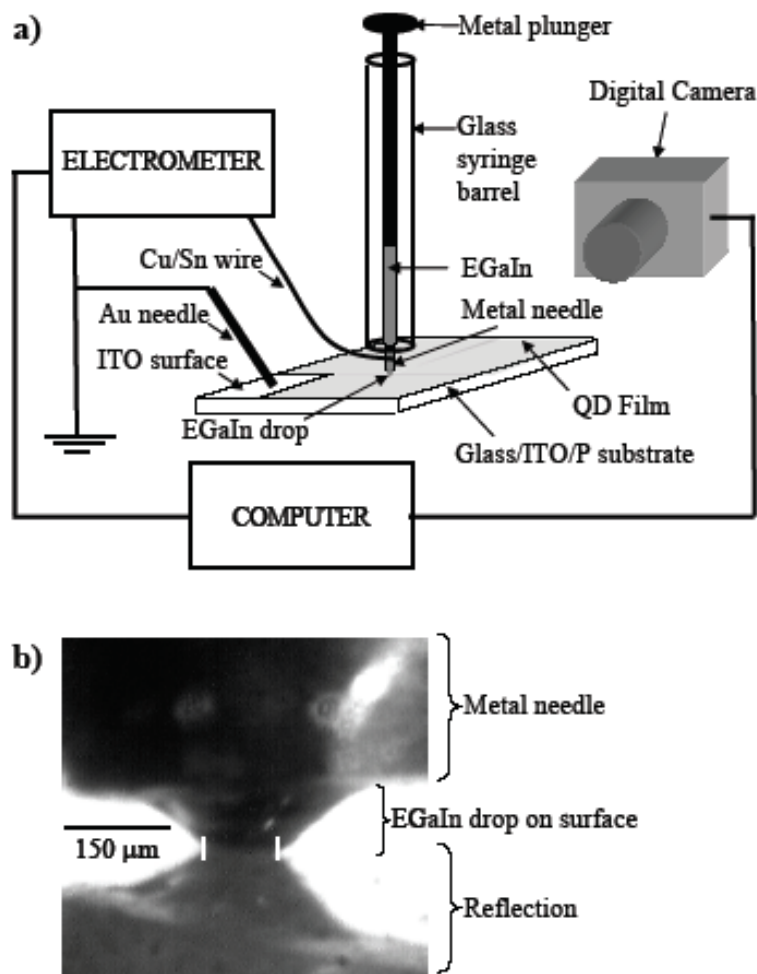 a)
Metal plunger
Digital Camera
ELECTROMETER
Glass
syringe
barrel
Cu/Sn wire
EGaIn
Au needle
Metal needle
ITO surface
EGaIn drop
QD Film
Glass/ITO/P substrate
COMPUTER
b)
Metal needle
EGaIn drop on surface
150 μm
Reflection